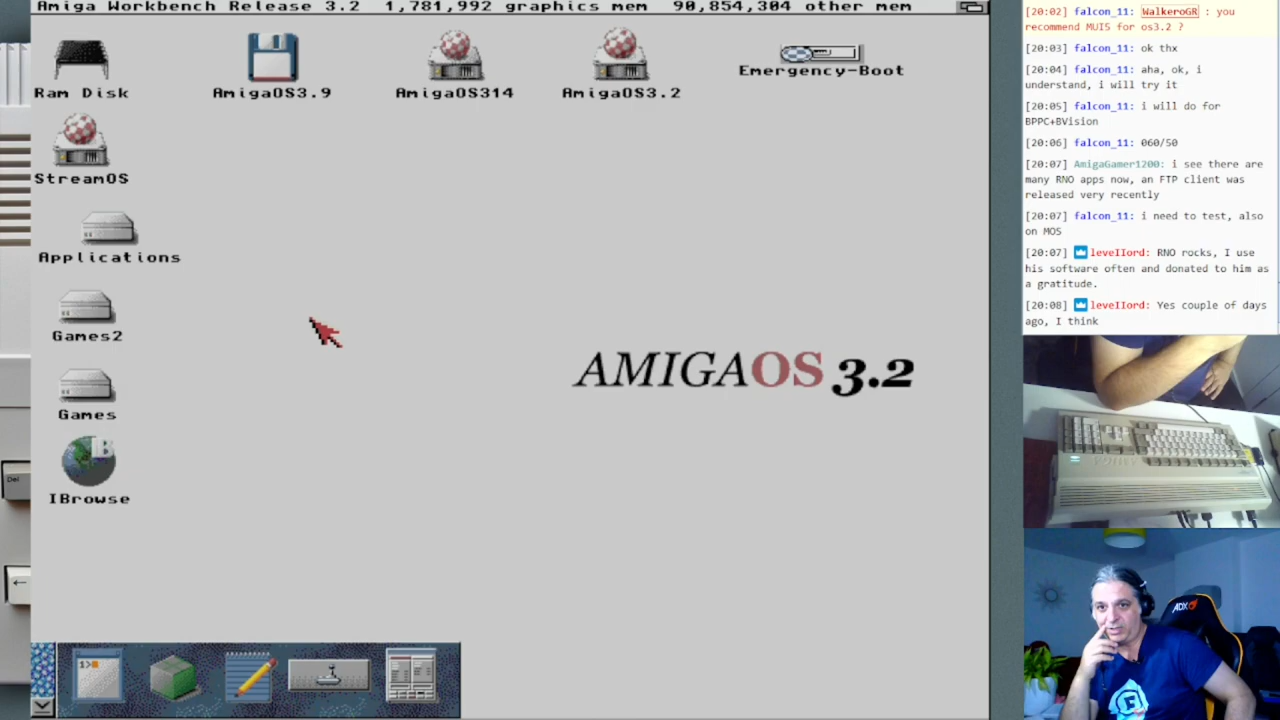 Amiga Workbench Release 3.2 1,781,992 graphics mem 90,854,304 other mem
Ram Disk
AmigaOS3.9
AmigaOS314
AmigaOS3.2
Emergency-Boot
StreamOS
Applications
Games2
Games
IBrowse
AMIGAOS 3.2
1>
Del
[20:02] falcon_11: WalkeroGR : you
recommend MUI5 for os3.2 ?
[20:03] falcon_11: ok thx
[20:04] falcon_11: aha, ok, i
understand, i will try it
[20:05] falcon_11: i will do for
BPPC+BVision
[20:06] falcon_11: 060/50
[20:07] AmigaGamer1200: i see there are
many RNO apps now, an FTP client was
released very recently
[20:07] falcon_11: i need to test, also
on MOS
[20:07] leveIIord: RNO rocks, I use
his software often and donated to him as
a gratitude.
[20:08] leveIIord: Yes couple of days
ago, I think
ADX